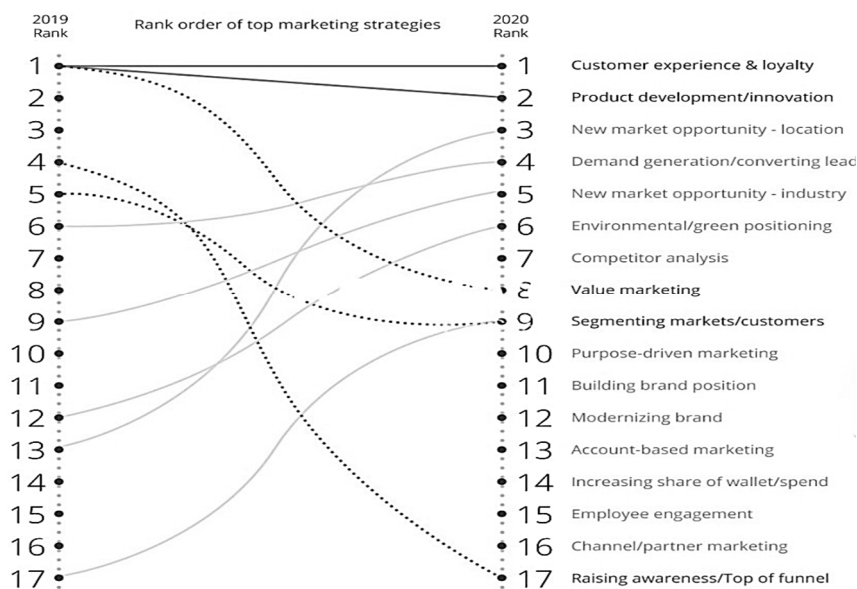 2019
Rank
Rank order of top marketing strategies
2020
Rank
1 1 Customer experience & loyalty
2 2 Product development/innovation
3 3 New market opportunity - location
4 4 Demand generation/converting lead
5 5 New market opportunity - industry
6 6 Environmental/green positioning
7 7 Competitor analysis
8 8 Value marketing
9 9 Segmenting markets/customers
10 10 Purpose-driven marketing
11 11 Building brand position
12 12 Modernizing brand
13 13 Account-based marketing
14 14 Increasing share of wallet/spend
15 15 Employee engagement
16 16 Channel/partner marketing
17 17 Raising awareness/Top of funnel